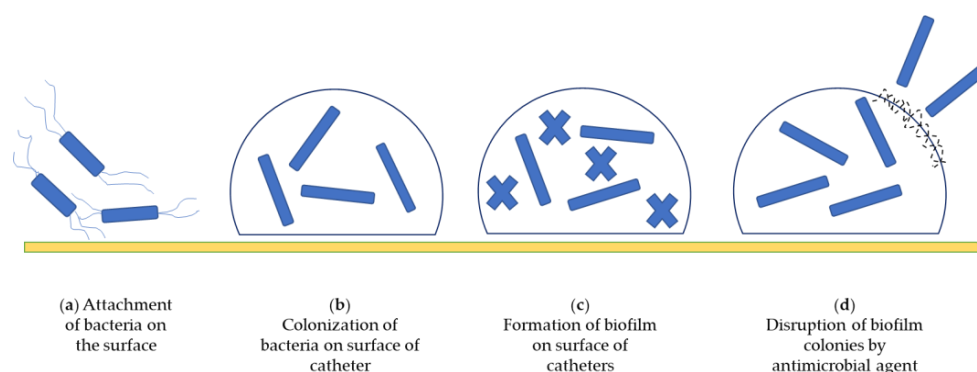 (a) Attachment
of bacteria on
the surface
(b)
Colonization of
bacteria on surface of
catheter
(c)
Formation of biofilm
on surface of
catheters
(d)
Disruption of biofilm
colonies by
antimicrobial agent